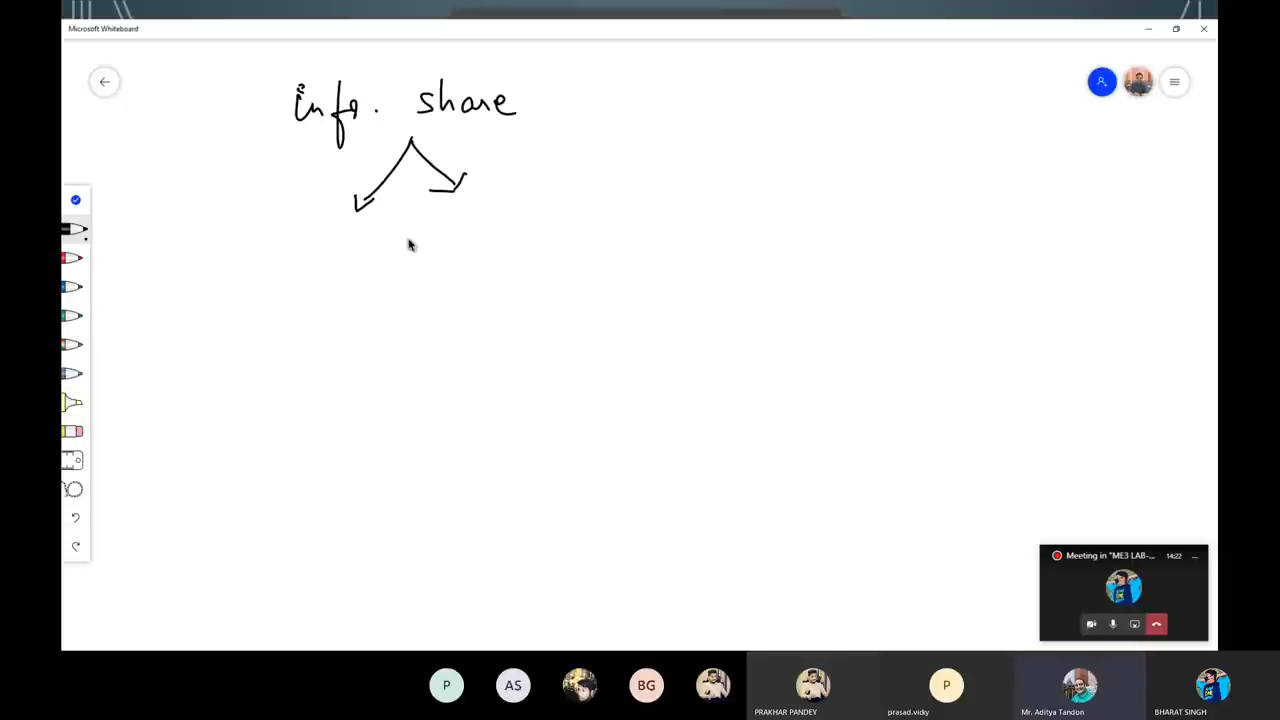 Microsoft Whiteboard
info. share
Meeting in "ME3 LAB-... 14:22
P AS BG P
PRAKHAR PANDEY prasad.vicky Mr. Aditya Tandon BHARAT SINGH